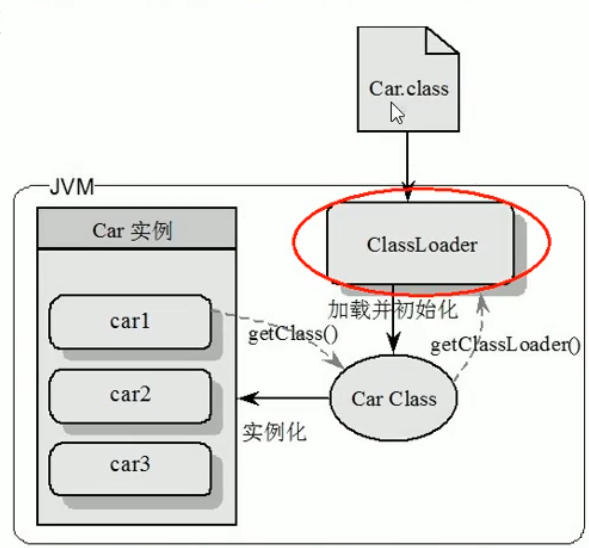 Car.class
JVM
Car 实例
ClassLoader
加载并初始化
car1
getClass()
getClassLoader()
car2
Car Class
实例化
car3